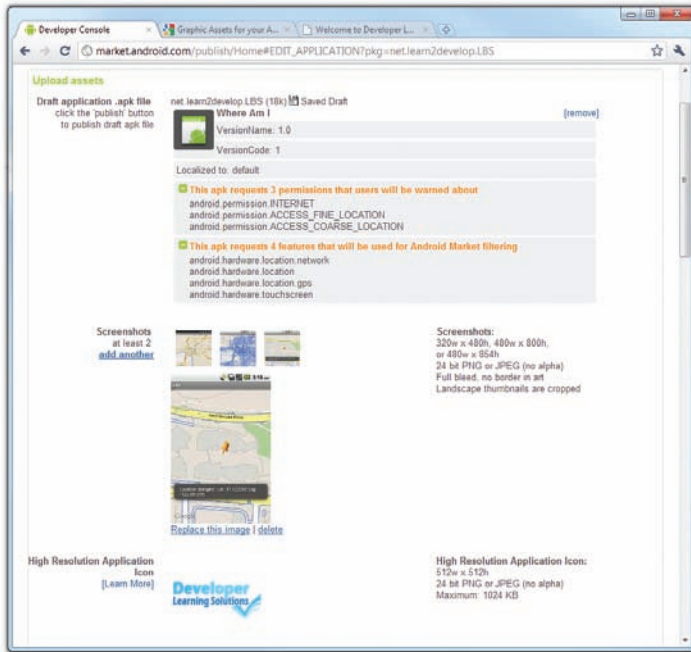 Developer Console
Graphic Assets for your A...
Welcome to Developer L...
market.android.com/publish/Home#EDIT_APPLICATION?pkg=net.learn2develop.LBS
Upload assets
Draft application .apk file
click the 'publish' button
to publish draft apk file
net.learn2develop.LBS (18k) Saved Draft
Where Am I
[remove]
VersionName: 1.0
VersionCode: 1
Localized to: default
This apk requests 3 permissions that users will be warned about
android.permission.INTERNET
android.permission.ACCESS_FINE_LOCATION
android.permission.ACCESS_COARSE_LOCATION
This apk requests 4 features that will be used for Android Market filtering
android.hardware.location.network
android.hardware.location
android.hardware.location.gps
android.hardware.touchscreen
Screenshots
at least 2
add another
Screenshots:
320w x 480h, 480w x 800h,
or 480w x 854h
24 bit PNG or JPEG (no alpha)
Full bleed, no border in art
Landscape thumbnails are cropped
Replace this image | delete
High Resolution Application
Icon
[Learn More]
Developer
Learning Solutions
High Resolution Application Icon:
512w x 512h
24 bit PNG or JPEG (no alpha)
Maximum: 1024 KB